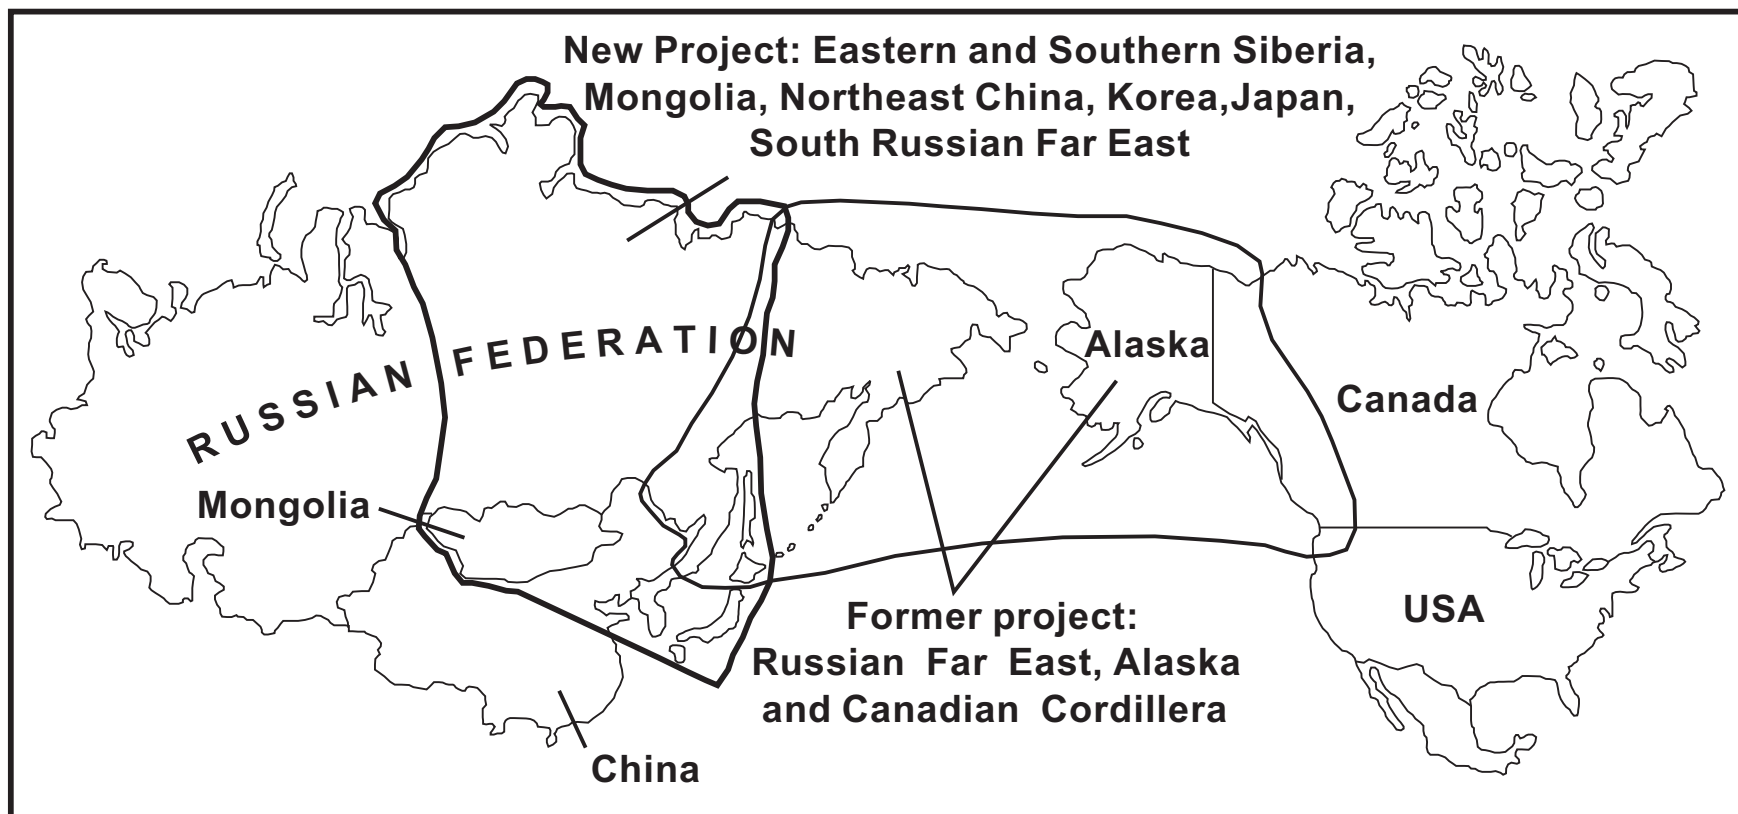 New Project: Eastern and Southern Siberia,
Mongolia, Northeast China, Korea,Japan,
South Russian Far East
RUSSIAN FEDERATION
Alaska
Canada
Mongolia
USA
Former project:
Russian Far East, Alaska
and Canadian Cordillera
China